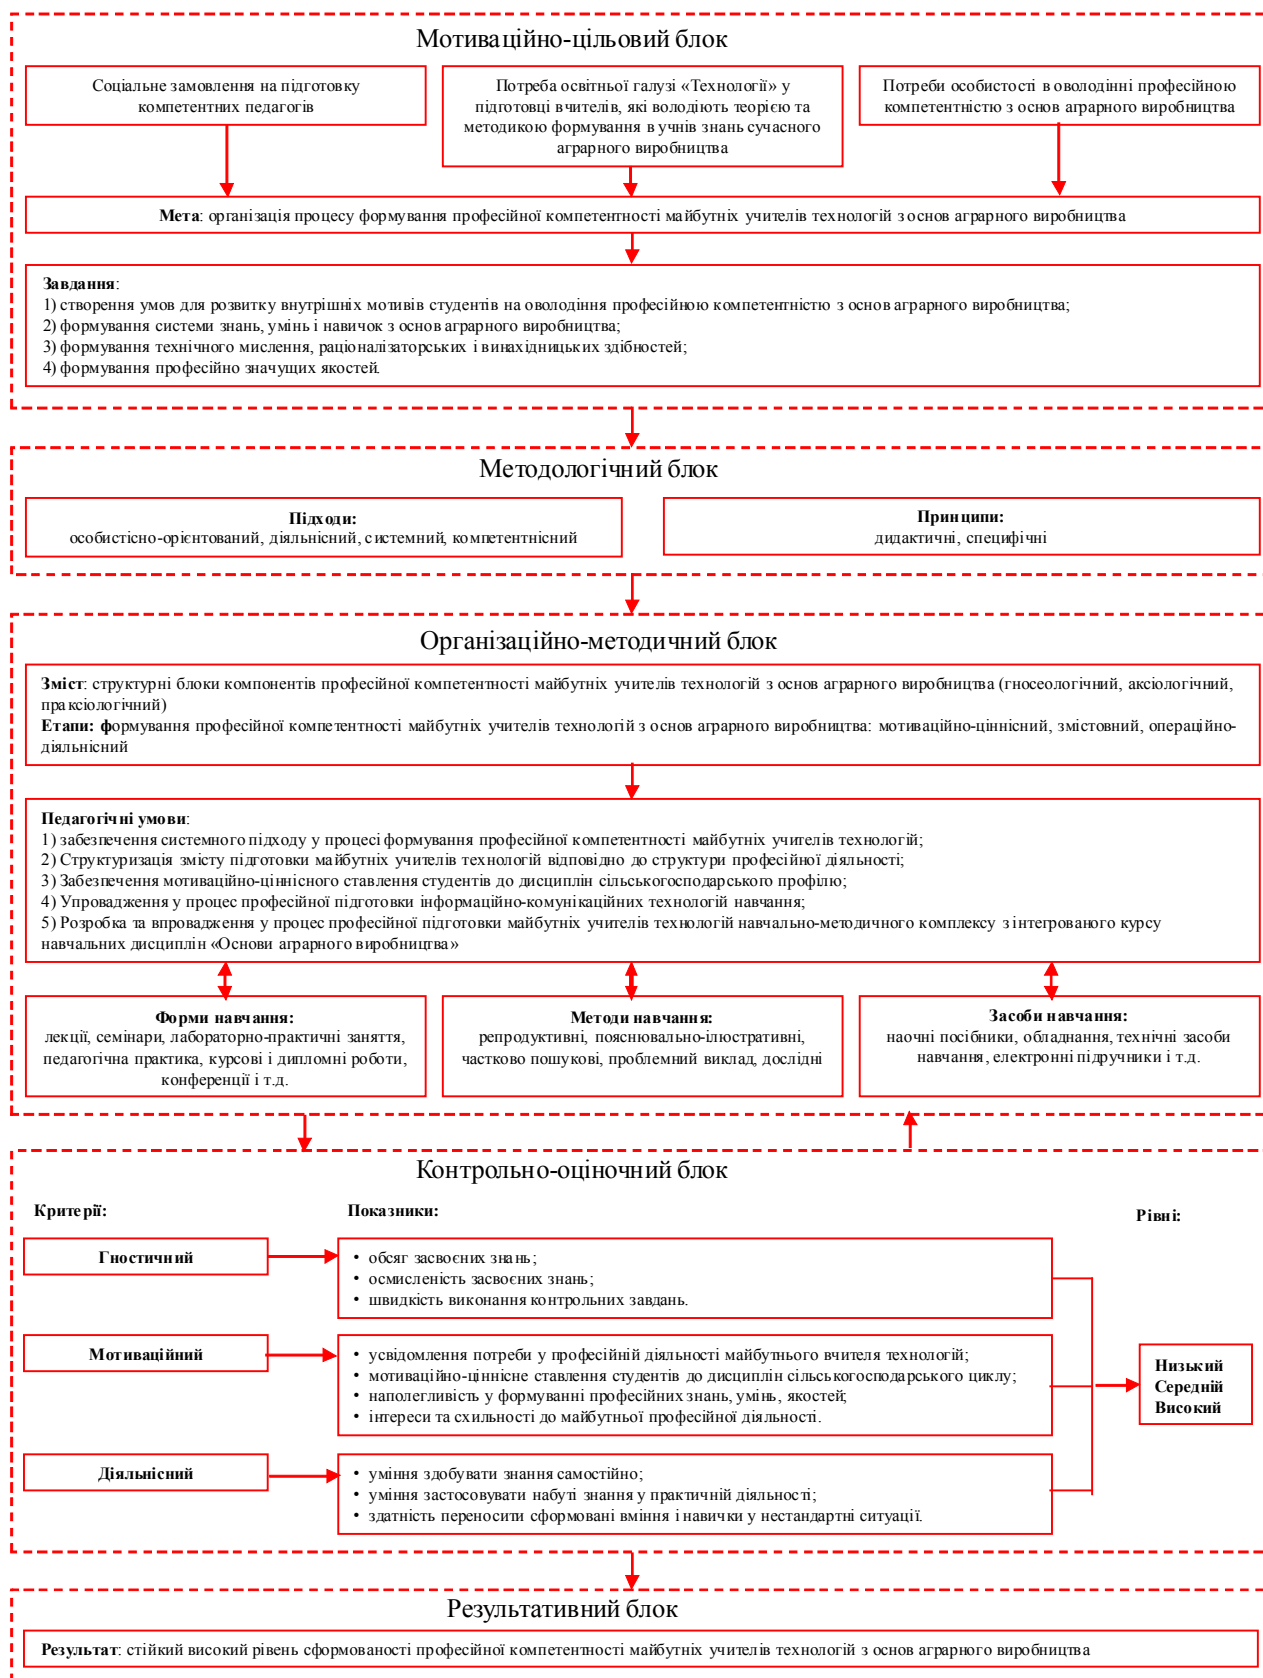 Мотиваційно-цільовий блок
Соціальне замовлення на підготовку
компетентних педагогів
Потреба освітньої галузі «Технології» у
підготовці вчителів, які володіють теорією та
методикою формування в учнів знань сучасного
аграрного виробництва
Потреби особистості в оволодінні професійною
компетентністю з основ аграрного виробництва
Мета: організація процесу формування професійної компетентності майбутніх учителів технологій з основ аграрного виробництва
Завдання:
1) створення умов для розвитку внутрішніх мотивів студентів на оволодіння професійною компетентністю з основ аграрного виробництва;
2) формування системи знань, умінь і навичок з основ аграрного виробництва;
3) формування технічного мислення, раціоналізаторських і винахідницьких здібностей;
4) формування професійно значущих якостей.
Методологічний блок
Підходи:
особистісно-орієнтований, діяльнісний, системний, компетентнісний
Принципи:
дидактичні, специфічні
Організаційно-методичний блок
Зміст: структурні блоки компонентів професійної компетентності майбутніх учителів технологій з основ аграрного виробництва (гносеологічний, аксіологічний,
праксіологічний)
Етапи: формування професійної компетентності майбутніх учителів технологій з основ аграрного виробництва: мотиваційно-ціннісний, змістовний, операційно-
діяльнісний
Педагогічні умови:
1) забезпечення системного підходу у процесі формування професійної компетентності майбутніх учителів технологій;
2) Структуризація змісту підготовки майбутніх учителів технологій відповідно до структури професійної діяльності;
3) Забезпечення мотиваційно-ціннісного ставлення студентів до дисциплін сільськогосподарського профілю;
4) Упровадження у процес професійної підготовки інформаційно-комунікаційних технологій навчання;
5) Розробка та впровадження у процес професійної підготовки майбутніх учителів технологій навчально-методичного комплексу з інтегрованого курсу
навчальних дисциплін «Основи аграрного виробництва»
Форми навчання:
лекції, семінари, лабораторно-практичні заняття,
педагогічна практика, курсові і дипломні роботи,
конференції і т.д.
Методи навчання:
репродуктивні, пояснювально-ілюстративні,
частково пошукові, проблемний виклад, дослідні
Засоби навчання:
наочні посібники, обладнання, технічні засоби
навчання, електронні підручники і т.д.
Контрольно-оціночний блок
Критерії:
Показники:
Рівні:
Гностичний
• обсяг засвоєних знань;
• осмисленість засвоєних знань;
• швидкість виконання контрольних завдань.
Мотиваційний
• усвідомлення потреби у професійній діяльності майбутнього вчителя технологій;
• мотиваційно-ціннісне ставлення студентів до дисциплін сільськогосподарського циклу;
• наполегливість у формуванні професійних знань, умінь, якостей;
• інтереси та схильності до майбутньої професійної діяльності.
Низький
Середній
Високий
Діяльнісний
• уміння здобувати знання самостійно;
• уміння застосовувати набуті знання у практичній діяльності;
• здатність переносити сформовані вміння і навички у нестандартні ситуації.
Результативний блок
Результат: стійкий високий рівень сформованості професійної компетентності майбутніх учителів технологій з основ аграрного виробництва